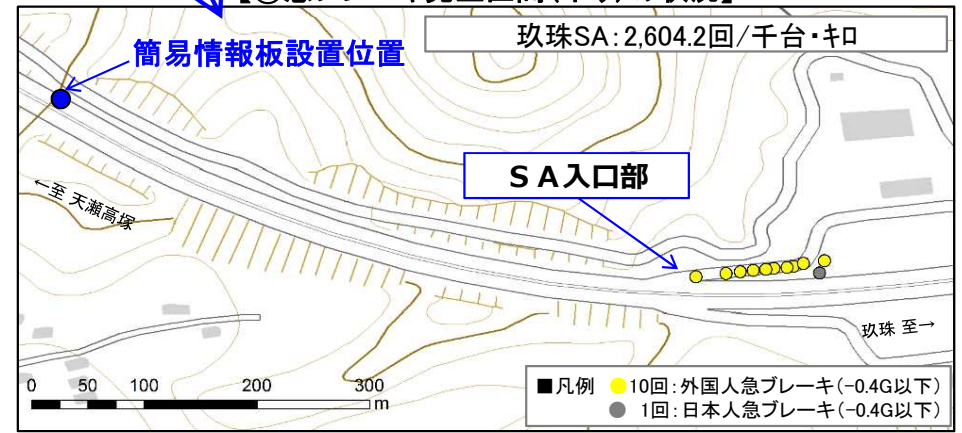 玖珠SA：2,604.2回/千台・キロ
簡易情報板設置位置
ＳＡ入口部
←至 天瀬高塚
玖珠 至→
0 50 100 200 300
m
■凡例 10回：外国人急ブレーキ（-0.4G以下）
1回：日本人急ブレーキ（-0.4G以下）